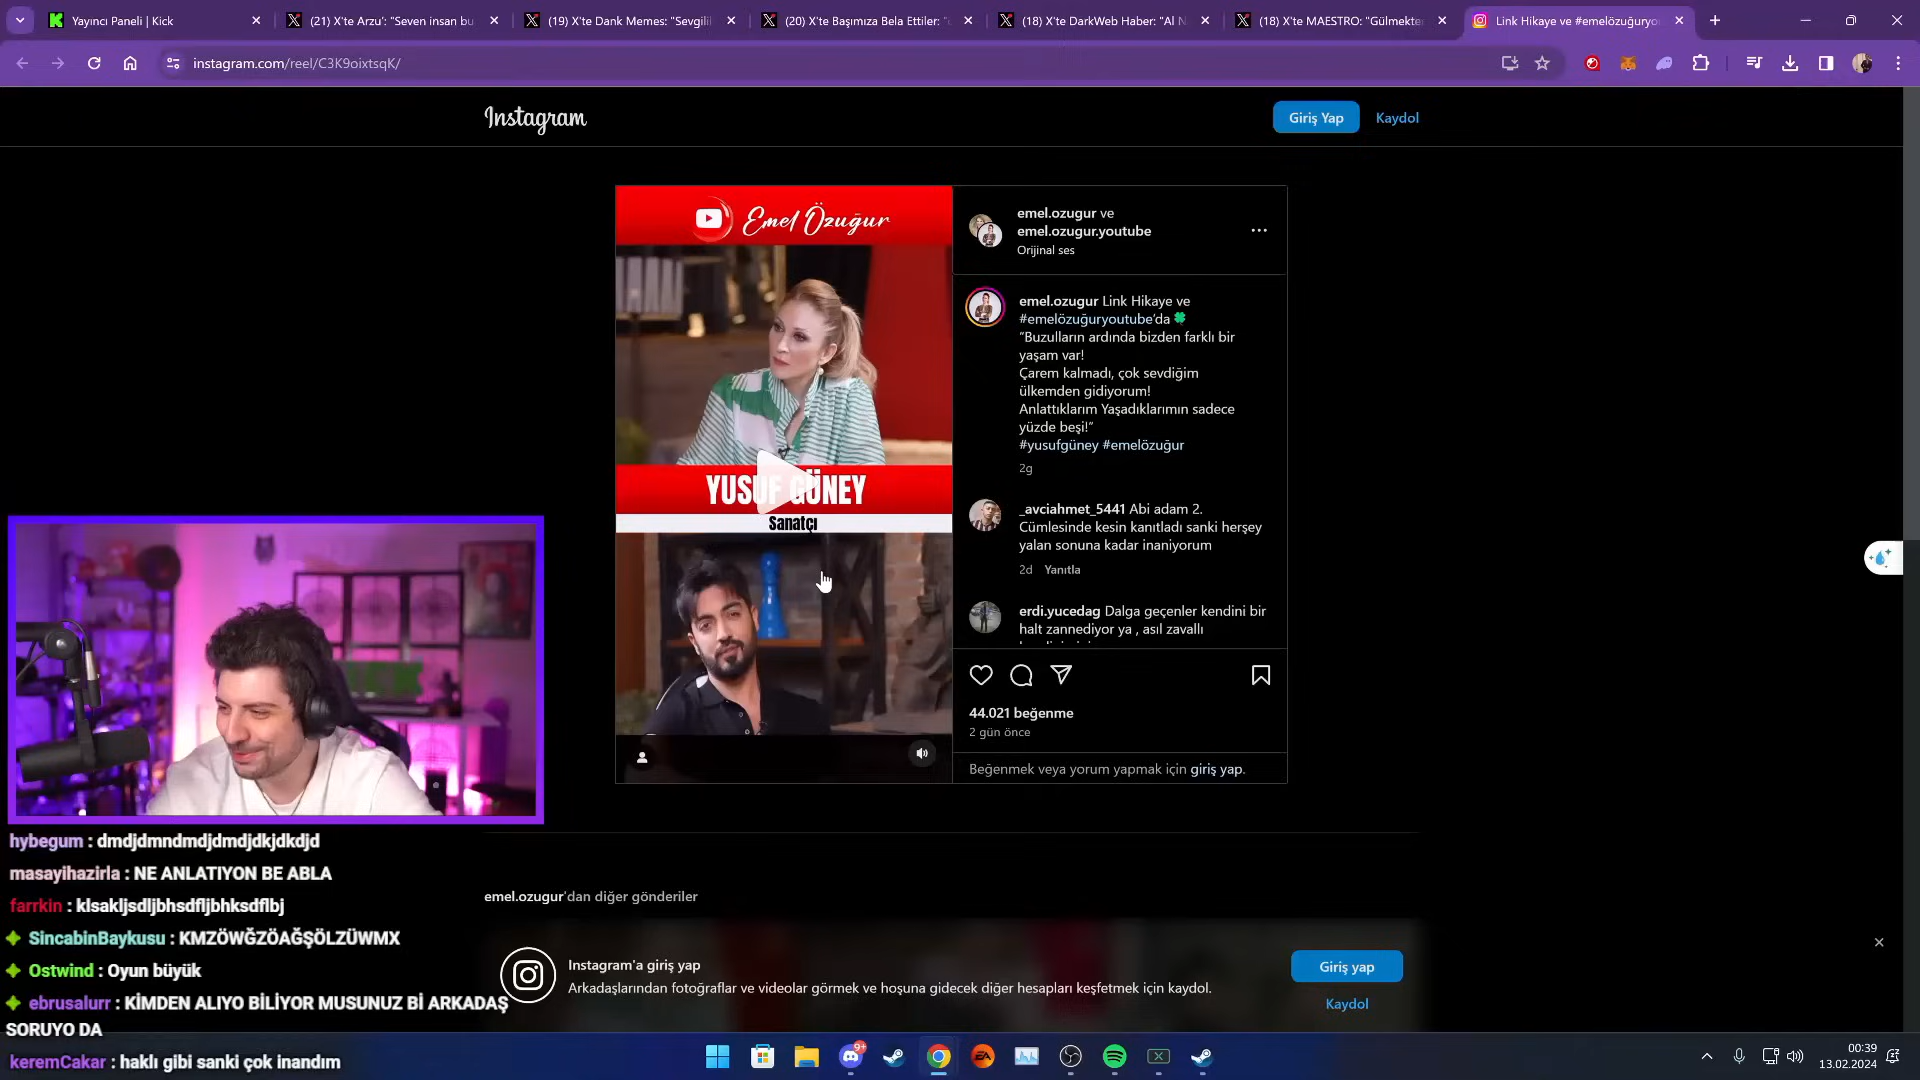 Yayıncı Paneli | Kick
(21) X'te Arzu': "Seven insan bu
(19) X'te Dank Memes: "Sevgili
(20) X'te Başımıza Bela Ettiler: "
(18) X'te DarkWeb Haber: "Al N
(18) X'te MAESTRO: "Gülmekte
Link Hikaye ve #emelözuğuryo
instagram.com/reel/C3K9oixtsqK/
Instagram
Giriş Yap
Kaydol
Emel Özuğur
YUSUF GÜNEY
Sanatçı
emel.ozugur ve
emel.ozugur.youtube
Orijinal ses
emel.ozugur Link Hikaye ve
#emelözuğuryoutube'da
"Buzulların ardında bizden farklı bir
yaşam var!
Çarem kalmadı, çok sevdiğim
ülkemden gidiyorum!
Anlattıklarım Yaşadıklarımın sadece
yüzde beşi!"
#yusufgüney #emelözuğur
2g
_avciahmet_5441 Abi adam 2.
Cümlesinde kesin kanıtladı sanki herşey
yalan sonuna kadar inaniyorum
2d Yanıtla
erdi.yucedag Dalga geçenler kendini bir
halt zannediyor ya , asıl zavallı
44.021 beğenme
2 gün önce
Beğenmek veya yorum yapmak için giriş yap.
hybegum : dmdjdmndmdjdmdjdkjdkdjd
masayihazirla : NE ANLATIYON BE ABLA
farrkin : klsakljsdljbhsdfljbhksdflbj
SincabinBaykusu : KMZÖWĞZÖAĞŞÖLZÜWMX
Ostwind : Oyun büyük
ebrusalurr : KİMDEN ALIYO BİLİYOR MUSUNUZ Bİ ARKADAŞ
SORUYO DA
keremCakar : haklı gibi sanki çok inandım
emel.ozugur'dan diğer gönderiler
Instagram'a giriş yap
Arkadaşlarından fotoğraflar ve videolar görmek ve hoşuna gidecek diğer hesapları keşfetmek için kaydol.
Giriş yap
Kaydol
9+
EA
00:39
13.02.2024